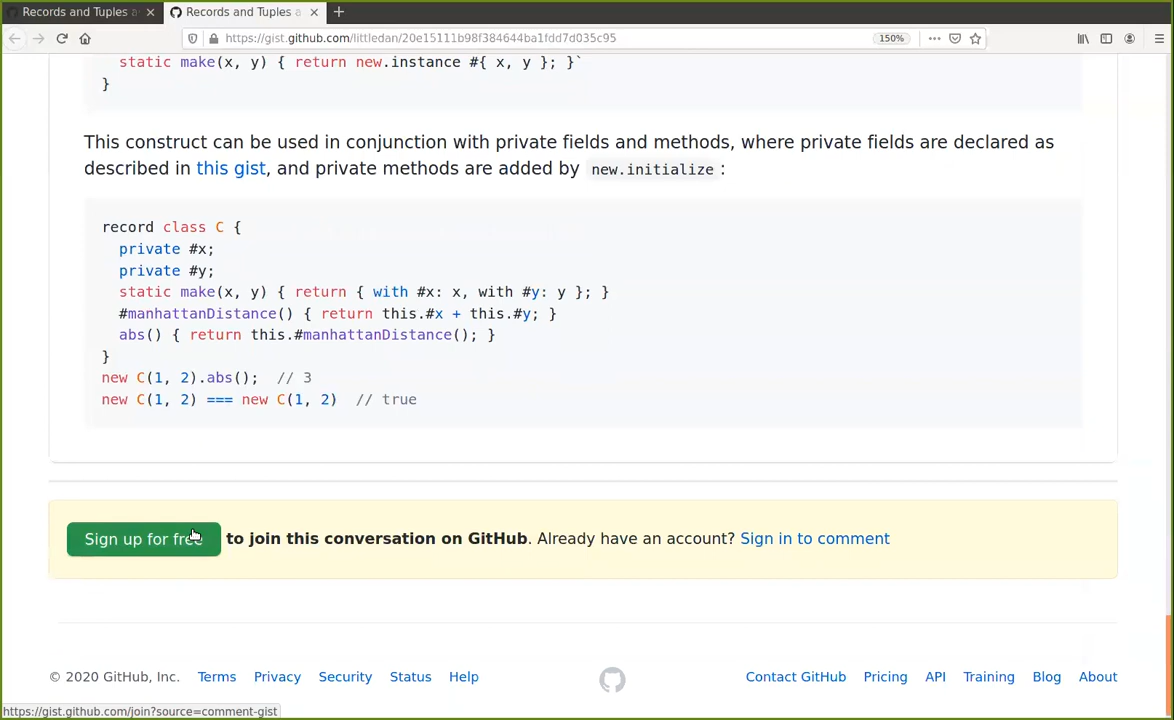 Records and Tuples a
Records and Tuples a
https://gist.github.com/littledan/20e15111b98f384644ba1fdd7d035c95
150%
static make(x, y) { return new.instance #{ x, y }; }`
}
This construct can be used in conjunction with private fields and methods, where private fields are declared as
described in this gist, and private methods are added by new.initialize :
record class C {
private #x;
private #y;
static make(x, y) { return { with #x: x, with #y: y }; }
#manhattanDistance() { return this.#x + this.#y; }
abs() { return this.#manhattanDistance(); }
}
new C(1, 2).abs(); // 3
new C(1, 2) === new C(1, 2) // true
Sign up for free to join this conversation on GitHub. Already have an account? Sign in to comment
© 2020 GitHub, Inc. Terms Privacy Security Status Help Contact GitHub Pricing API Training Blog About
https://gist.github.com/join?source=comment-gist